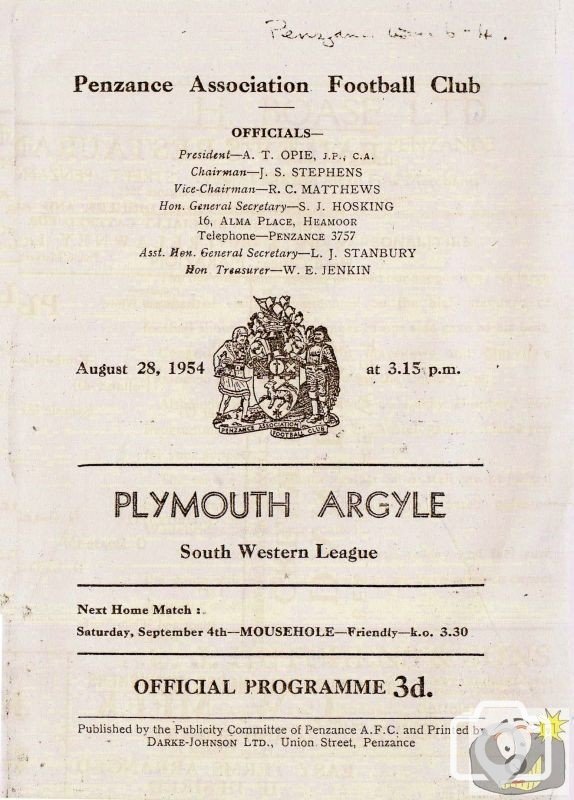 Penzance won 6-4.
Penzance Association Football Club
OFFICIALS—
President—A. T. OPIE, J.P., C.A.
Chairman—J. S. STEPHENS
Vice-Chairman—R. C. MATTHEWS
Hon. General Secretary—S. J. HOSKING
16, ALMA PLACE, HEAMOOR
Telephone—PENZANCE 3757
Asst. Hon. General Secretary—L. J. STANBURY
Hon Treasurer—W. E. JENKIN
August 28, 1954 at 3.15 p.m.
PENZANCE ASSOCIATION FOOTBALL CLUB
PLYMOUTH ARGYLE
South Western League
Next Home Match :
Saturday, September 4th—MOUSEHOLE—Friendly—k.o. 3.30
OFFICIAL PROGRAMME 3d.
Published by the Publicity Committee of Penzance A.F.C. and Printed by
DARKE-JOHNSON LTD., Union Street, Penzance